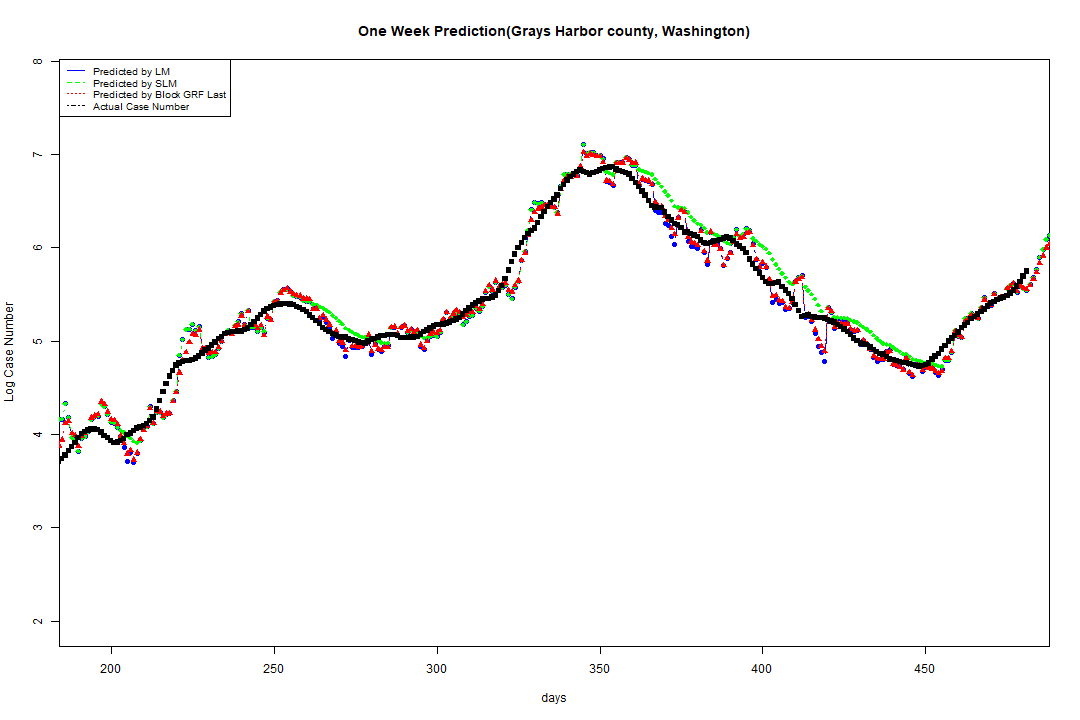 One Week Prediction(Grays Harbor county, Washington)
8
Predicted by LM
Predicted by SLM
Predicted by Block GRF Last
Actual Case Number
7
6
5
4
3
2
Log Case Number
200 250 300 350 400 450
days